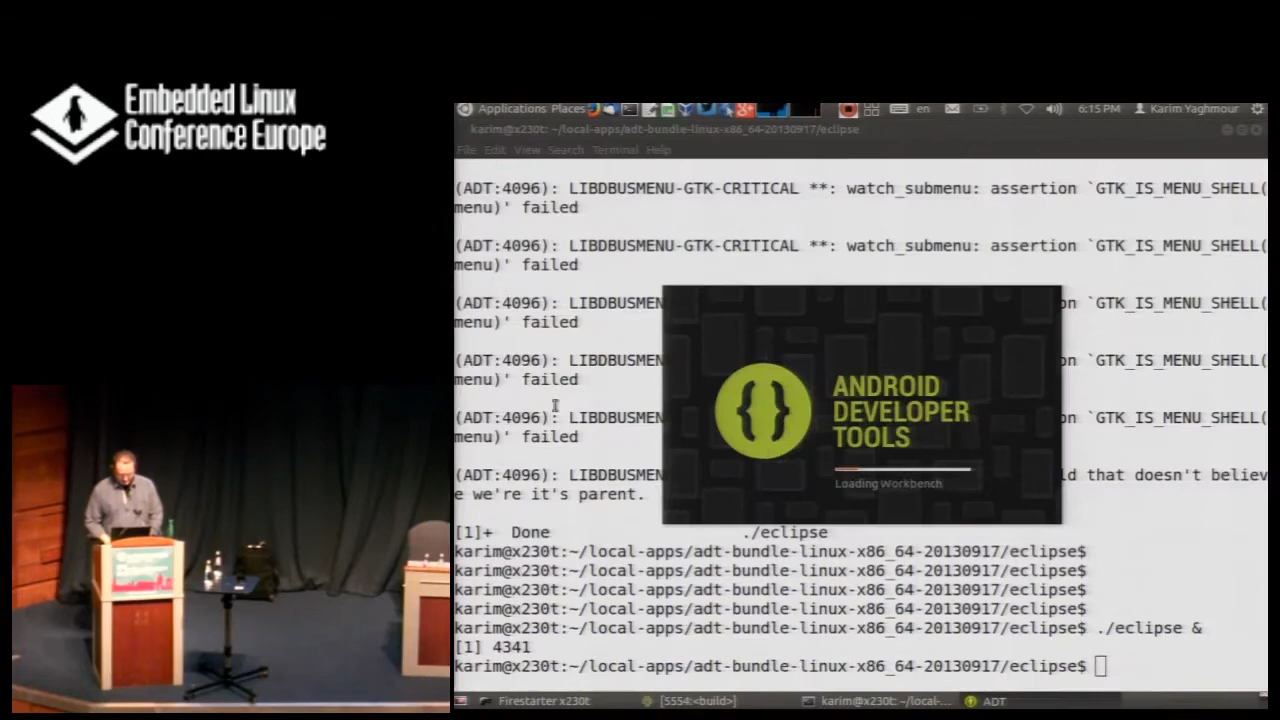 Embedded Linux
Conference Europe
Applications Places
en
6:15 PM
Karim Yaghmour
karim@x230t: ~/local-apps/adt-bundle-linux-x86_64-20130917/eclipse
File Edit View Search Terminal Help
(ADT:4096): LIBDBUSMENU-GTK-CRITICAL **: watch_submenu: assertion `GTK_IS_MENU_SHELL(
menu)' failed
(ADT:4096): LIBDBUSMENU-GTK-CRITICAL **: watch_submenu: assertion `GTK_IS_MENU_SHELL(
menu)' failed
(ADT:4096): LIBDBUSMEN on `GTK_IS_MENU_SHELL(
menu)' failed
(ADT:4096): LIBDBUSMEN on `GTK_IS_MENU_SHELL(
menu)' failed
(ADT:4096): LIBDBUSMEN on `GTK_IS_MENU_SHELL(
menu)' failed
(ADT:4096): LIBDBUSMEN ld that doesn't believ
e we're it's parent.
ANDROID
DEVELOPER
TOOLS
Loading Workbench
[1]+ Done ./eclipse
karim@x230t:~/local-apps/adt-bundle-linux-x86_64-20130917/eclipse$
karim@x230t:~/local-apps/adt-bundle-linux-x86_64-20130917/eclipse$
karim@x230t:~/local-apps/adt-bundle-linux-x86_64-20130917/eclipse$
karim@x230t:~/local-apps/adt-bundle-linux-x86_64-20130917/eclipse$
karim@x230t:~/local-apps/adt-bundle-linux-x86_64-20130917/eclipse$ ./eclipse &
[1] 4341
karim@x230t:~/local-apps/adt-bundle-linux-x86_64-20130917/eclipse$
Firestarter x230t
[5554:<build>]
karim@x230t: ~/local-...
ADT